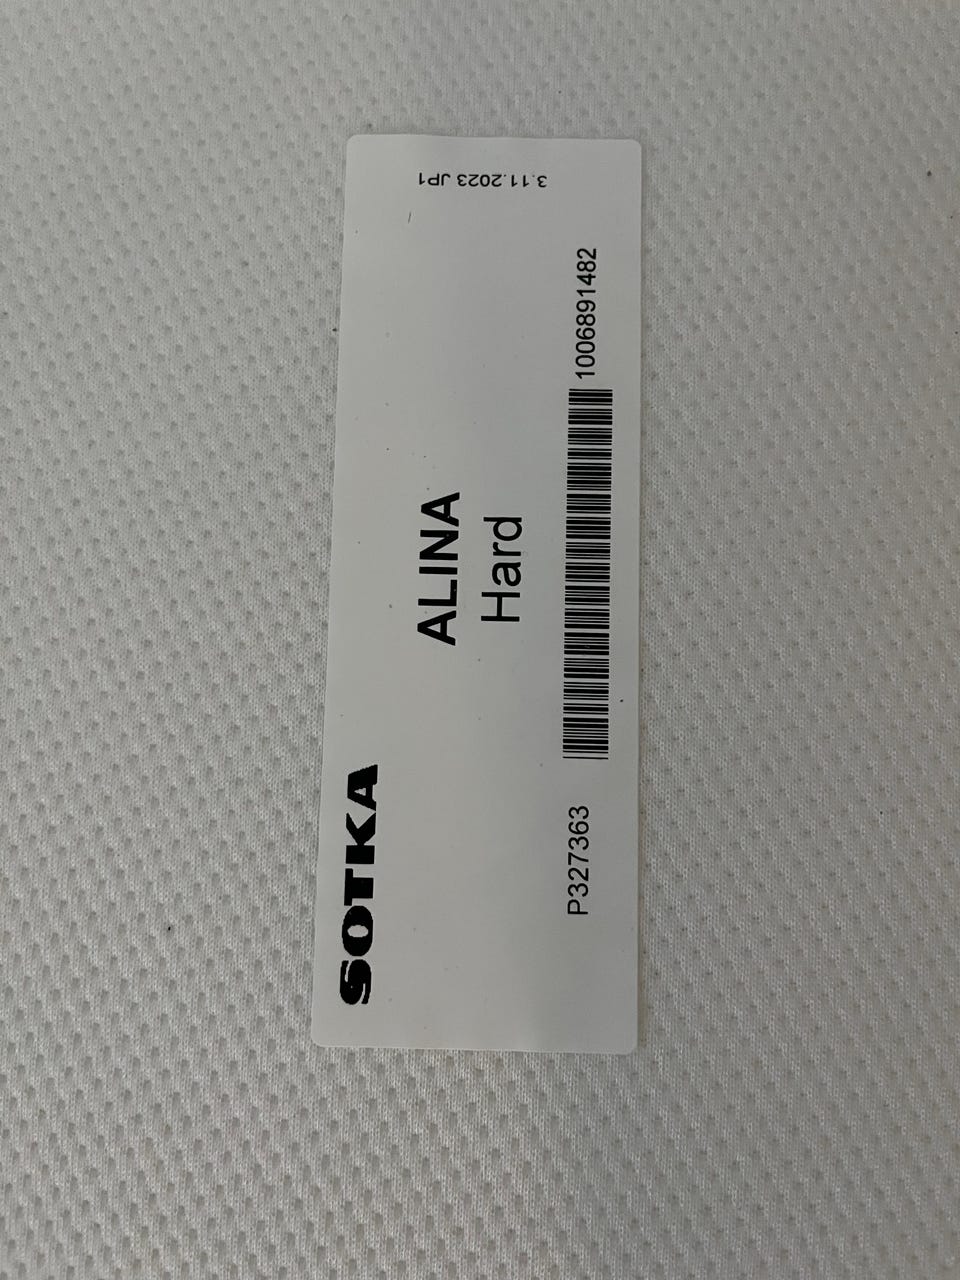 SOTKA
ALINA
Hard
P327363 1006891482
3.11.2023 JP1